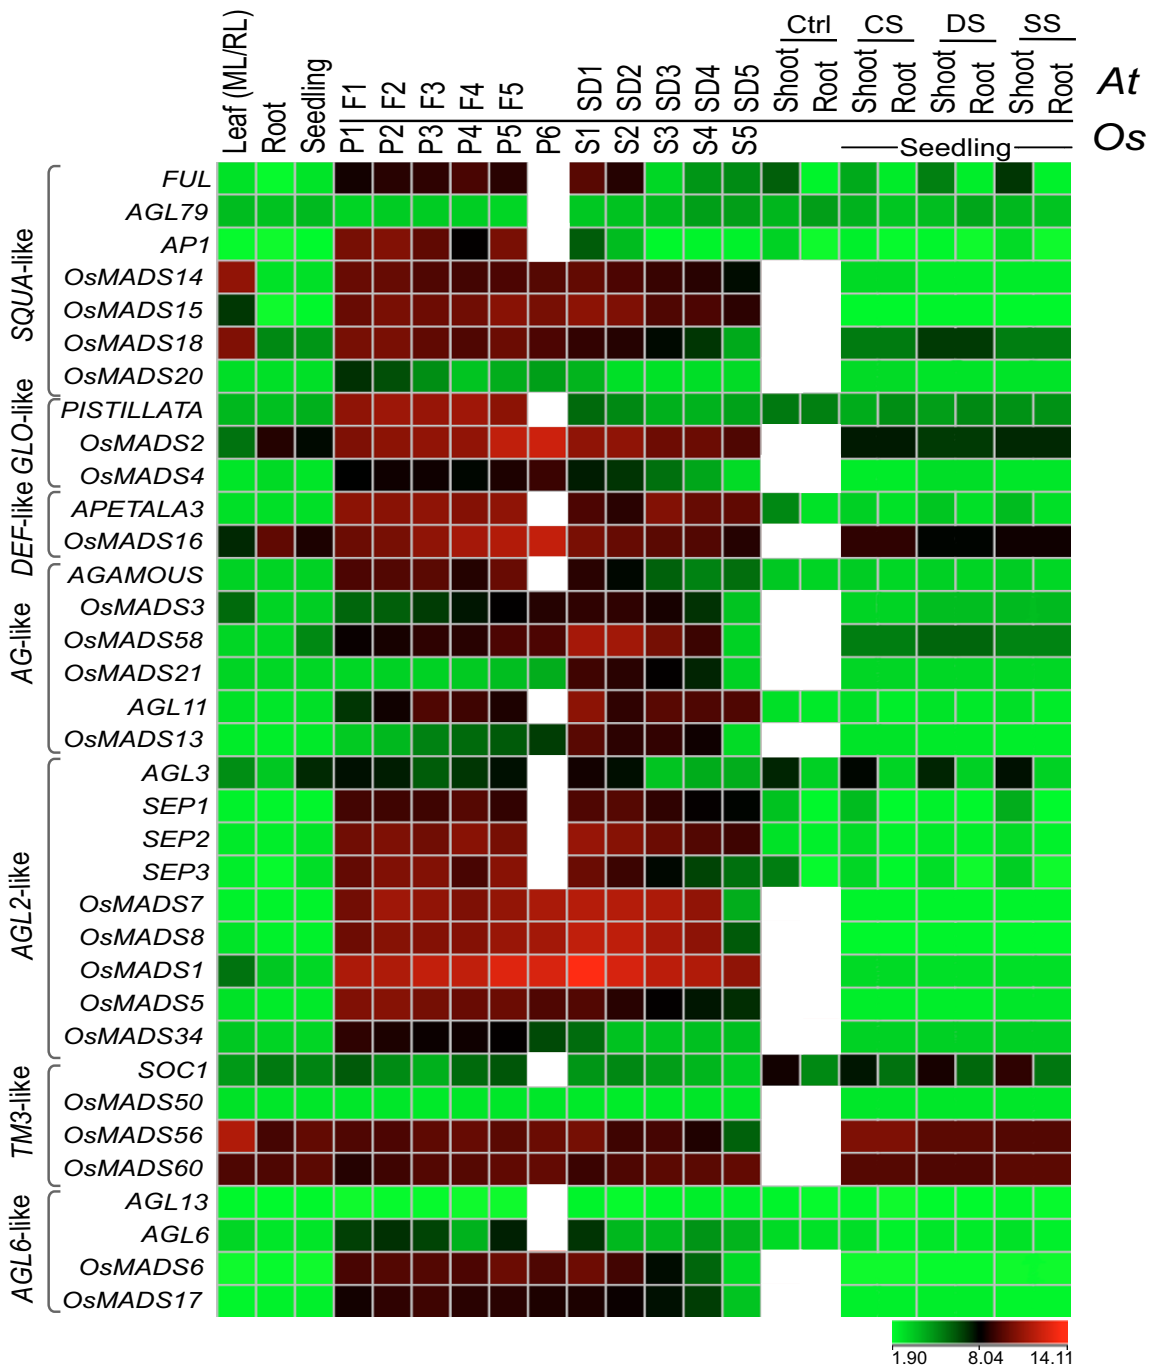 Ctrl CS DS SS
Leaf (ML/RL) Root Seedling F1 F2 F3 F4 F5 SD1 SD2 SD3 SD4 SD5 Shoot Root Shoot Root Shoot Root Shoot Root At
P1 P2 P3 P4 P5 P6 S1 S2 S3 S4 S5 Seedling Os
SQUA-like
FUL
AGL79
AP1
OsMADS14
OsMADS15
OsMADS18
OsMADS20
GLO-like
PISTILLATA
OsMADS2
OsMADS4
DEF-like
APETALA3
OsMADS16
AG-like
AGAMOUS
OsMADS3
OsMADS58
OsMADS21
AGL11
OsMADS13
AGL2-like
AGL3
SEP1
SEP2
SEP3
OsMADS7
OsMADS8
OsMADS1
OsMADS5
OsMADS34
TM3-like
SOC1
OsMADS50
OsMADS56
OsMADS60
AGL6-like
AGL13
AGL6
OsMADS6
OsMADS17
1.90 8.04 14.11